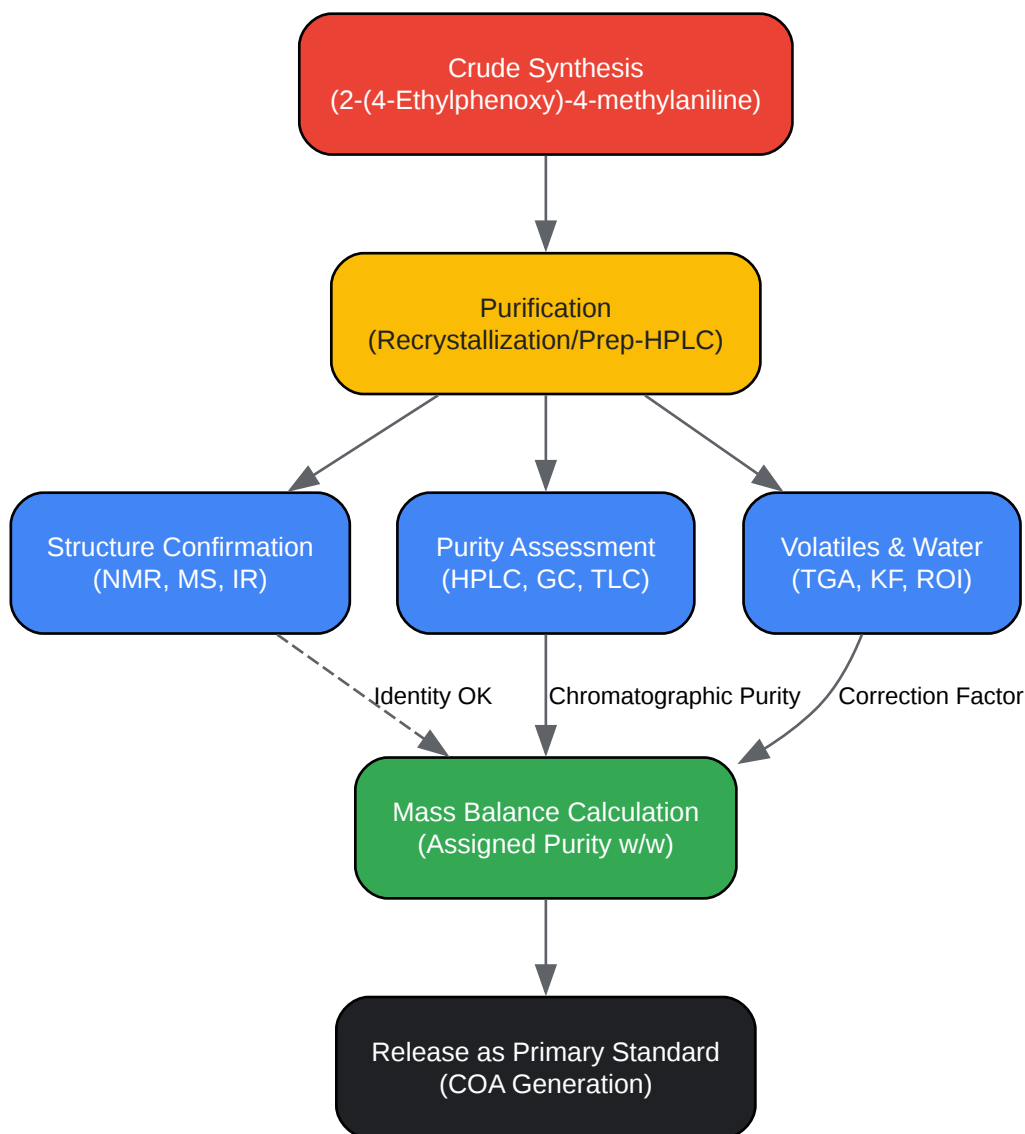 Crude Synthesis
(2-(4-Ethylphenoxy)-4-methylaniline)
Purification
(Recrystallization/Prep-HPLC)
Structure Confirmation
(NMR, MS, IR)
Purity Assessment
(HPLC, GC, TLC)
Volatiles & Water
(TGA, KF, ROI)
Identity OK
Chromatographic Purity
Correction Factor
Mass Balance Calculation
(Assigned Purity w/w)
Release as Primary Standard
(COA Generation)